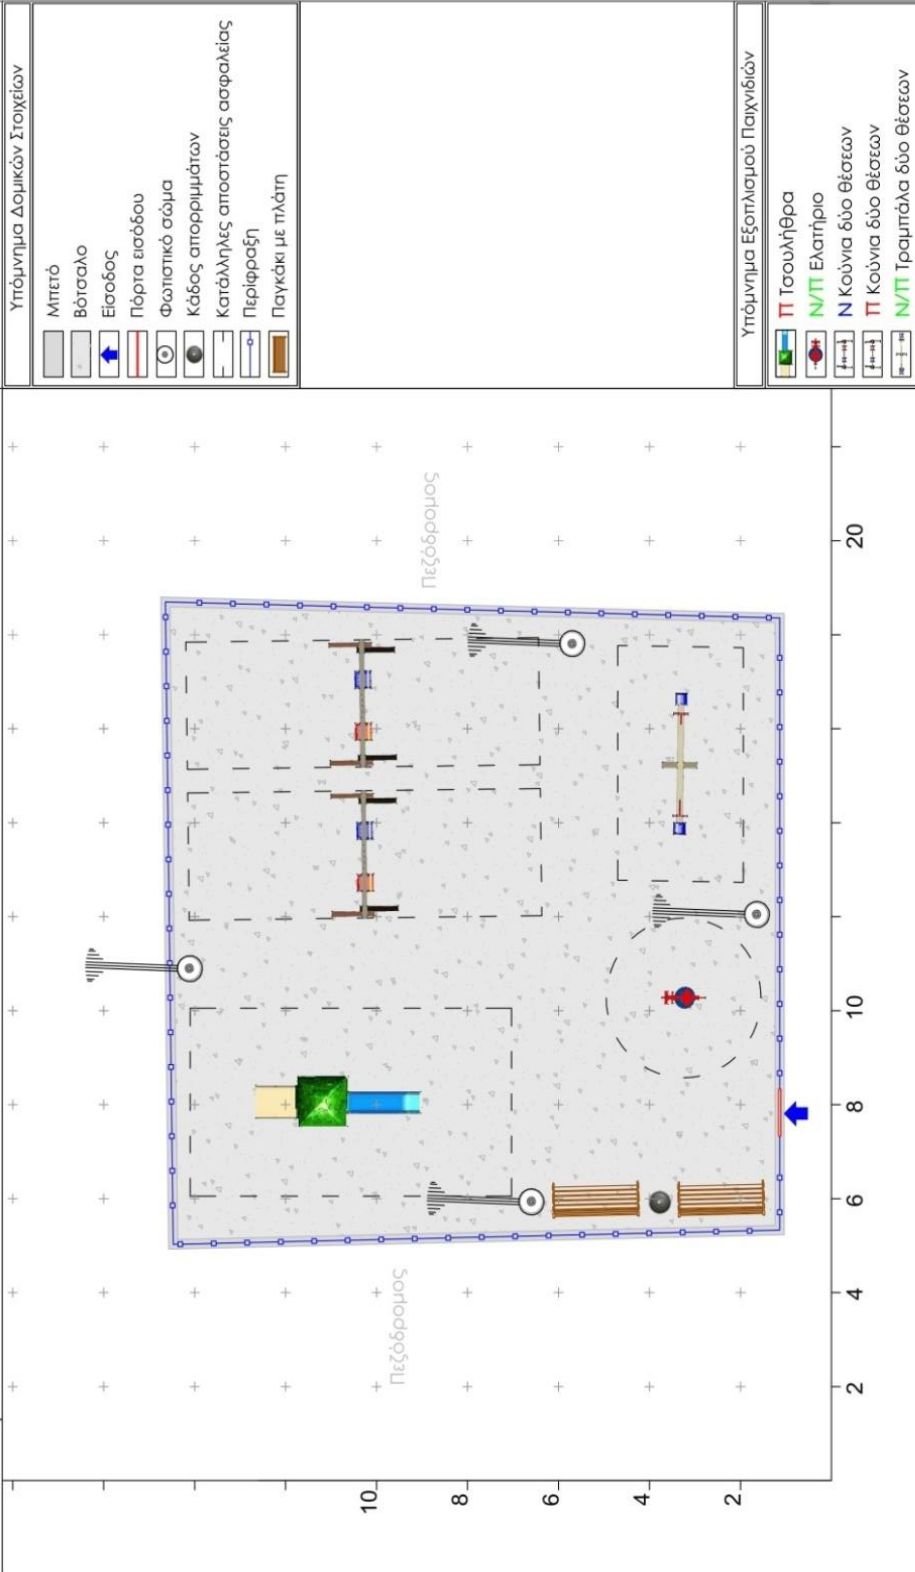 Υπόμνημα Δομικών Στοιχείων
Μπετό
Βότσαλο
Είσοδος
Πόρτα εισόδου
Φωτιστικό σώμα
Κάδος απορριμμάτων
Κατάλληλες αποστάσεις ασφαλείας
Περίφραξη
Παγκάκι με πλάτη
Υπόμνημα Εξοπλισμού Παιχνιδιών
Π Τσουλήθρα
Ν/Π Ελατήριο
Ν Κούνια δύο θέσεων
Π Κούνια δύο θέσεων
Ν/Π Τραμπάλα δύο θέσεων
Πεζόδρομος
Πεζόδρομος
10
8
6
4
2
2
4
6
8
10
20